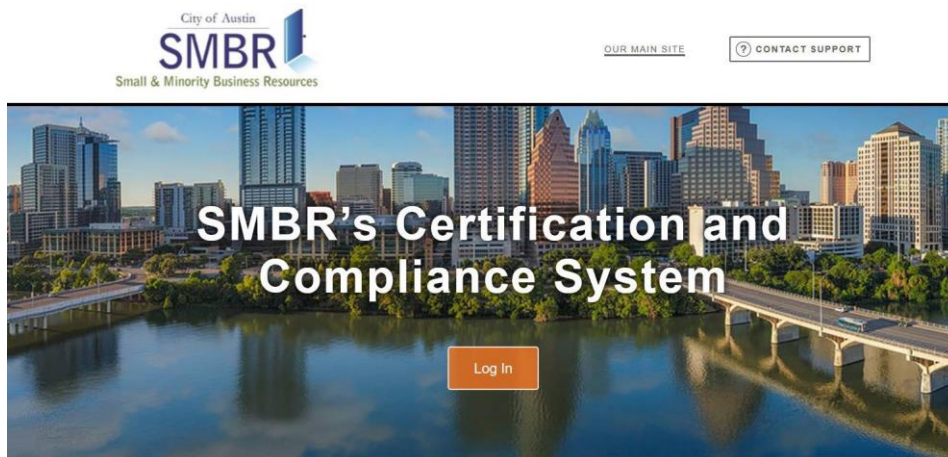 City of Austin
SMBR
Small & Minority Business Resources
OUR MAIN SITE
? CONTACT SUPPORT
SMBR's Certification and
Compliance System
Log In